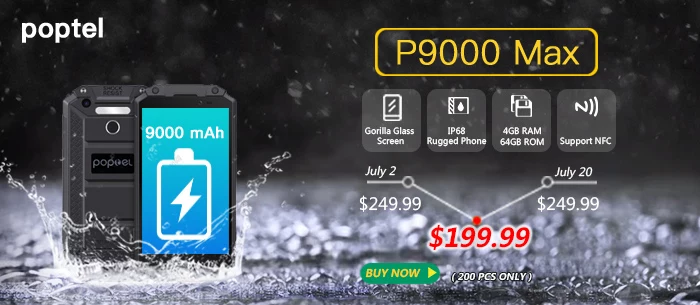 poptel
P9000 Max
9000 mAh
poptel
Gorilla Glass
Screen
IP68
Rugged Phone
4GB RAM
64GB ROM
Support NFC
July 2
July 20
$249.99
$249.99
$199.99
BUY NOW
( 200 PCS ONLY )